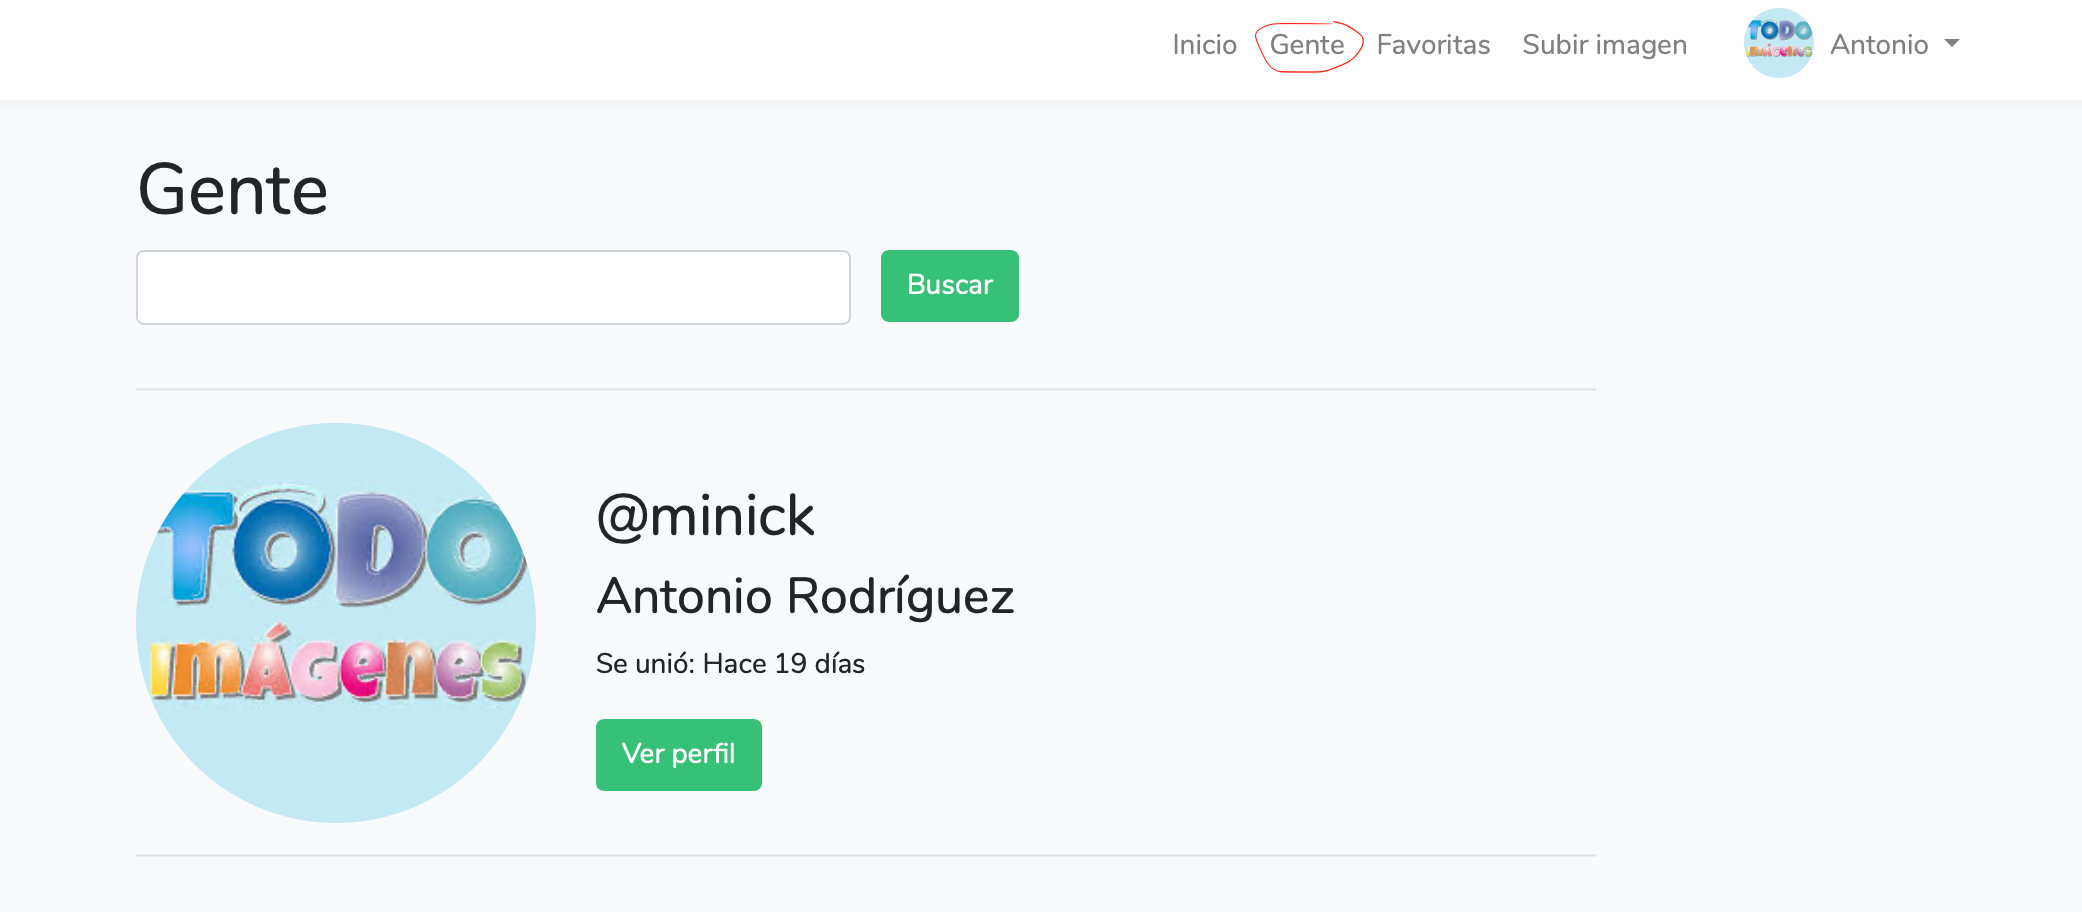 Inicio Gente Favoritas Subir imagen TODO imágenes Antonio
Gente
Buscar
TODO
imÁGenes
@minick
Antonio Rodríguez
Se unió: Hace 19 días
Ver perfil